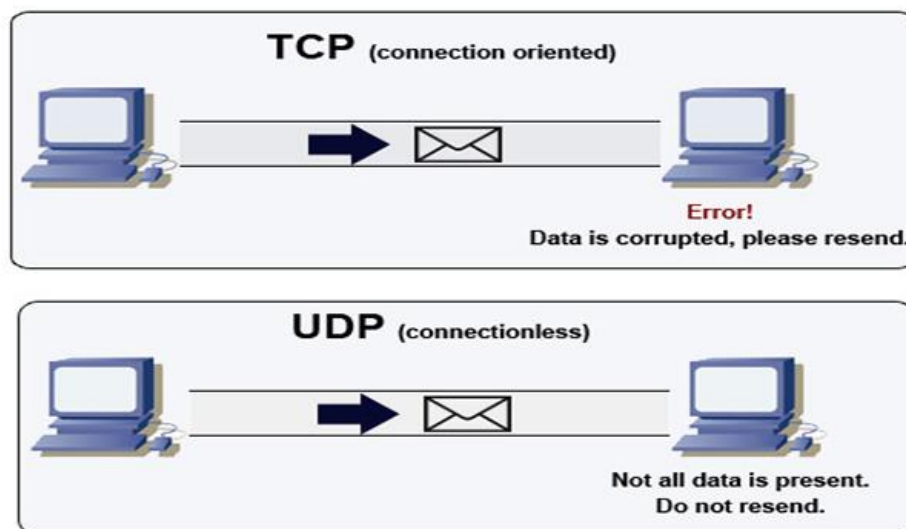 TCP (connection oriented)
Error!
Data is corrupted, please resend.
UDP (connectionless)
Not all data is present.
Do not resend.